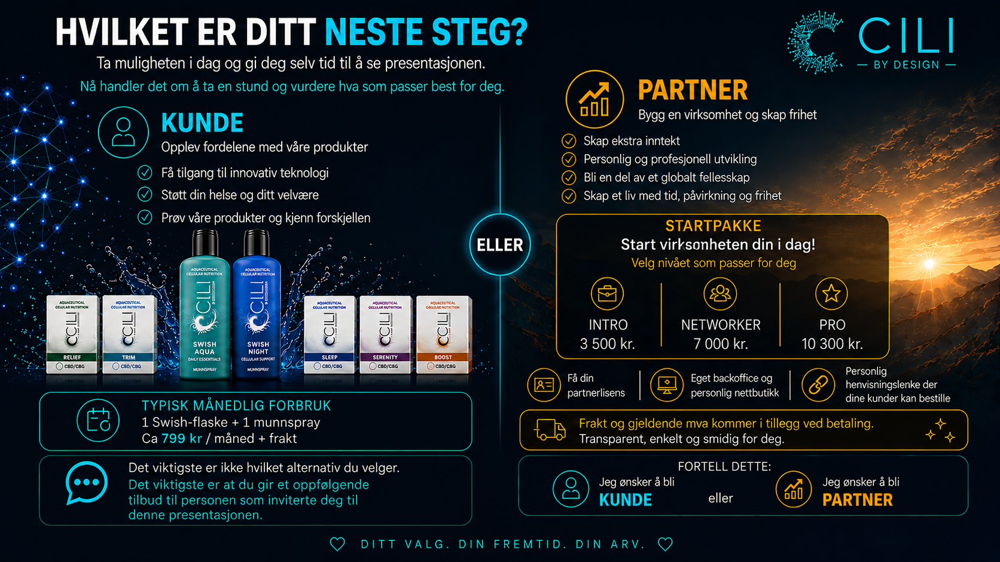 HVILKET ER DITT NESTE STEG?
Ta muligheten i dag og gi deg selv tid til å se presentasjonen.
Nå handler det om å ta en stund og vurdere hva som passer best for deg.
CILI
— BY DESIGN —
KUNDE
Opplev fordelene med våre produkter
Få tilgang til innovativ teknologi
Støtt din helse og ditt velvære
Prøv våre produkter og kjenn forskjellen
AQUACEUTICAL
CELLULAR NUTRITION
CILI
RELIEF
CBD/CBG
AQUACEUTICAL
CELLULAR NUTRITION
CILI
TRIM
CBD/CBG
AQUACEUTICAL
CELLULAR NUTRITION
CILI
SWISH
AQUA
DAILY ESSENTIALS
MUNNSPRAY
AQUACEUTICAL
CELLULAR NUTRITION
CILI
SWISH
NIGHT
CELLULAR SUPPORT
MUNNSPRAY
AQUACEUTICAL
CELLULAR NUTRITION
CILI
SLEEP
CBD/CBG
AQUACEUTICAL
CELLULAR NUTRITION
CILI
SERENITY
CBD/CBG
AQUACEUTICAL
CELLULAR NUTRITION
CILI
BOOST
CBD/CBG
TYPISK MÅNEDLIG FORBRUK
1 Swish-flaske + 1 munnspray
Ca 799 kr / måned + frakt
Det viktigste er ikke hvilket alternativ du velger.
Det viktigste er at du gir et oppfølgende
tilbud til personen som inviterte deg til
denne presentasjonen.
ELLER
PARTNER
Bygg en virksomhet og skap frihet
Skap ekstra inntekt
Personlig og profesjonell utvikling
Bli en del av et globalt fellesskap
Skap et liv med tid, påvirkning og frihet
STARTPAKKE
Start virksonheten din i dag!
Velg nivået som passer for deg
INTRO
3 500 kr.
NETWORKER
7 000 kr.
PRO
10 300 kr.
Få din
partnerlisens
Eget backoffice og
personlig nettbutikk
Personlig
henvisningslenke der
dine kunder kan bestille
Frakt og gjeldende mva kommer i tillegg ved betaling.
Transparent, enkelt og smidig for deg.
FORTELL DETTE:
Jeg ønsker å bli
KUNDE
eller
Jeg ønsker å bli
PARTNER
DITT VALG. DIN FREMTID. DIN ARV.